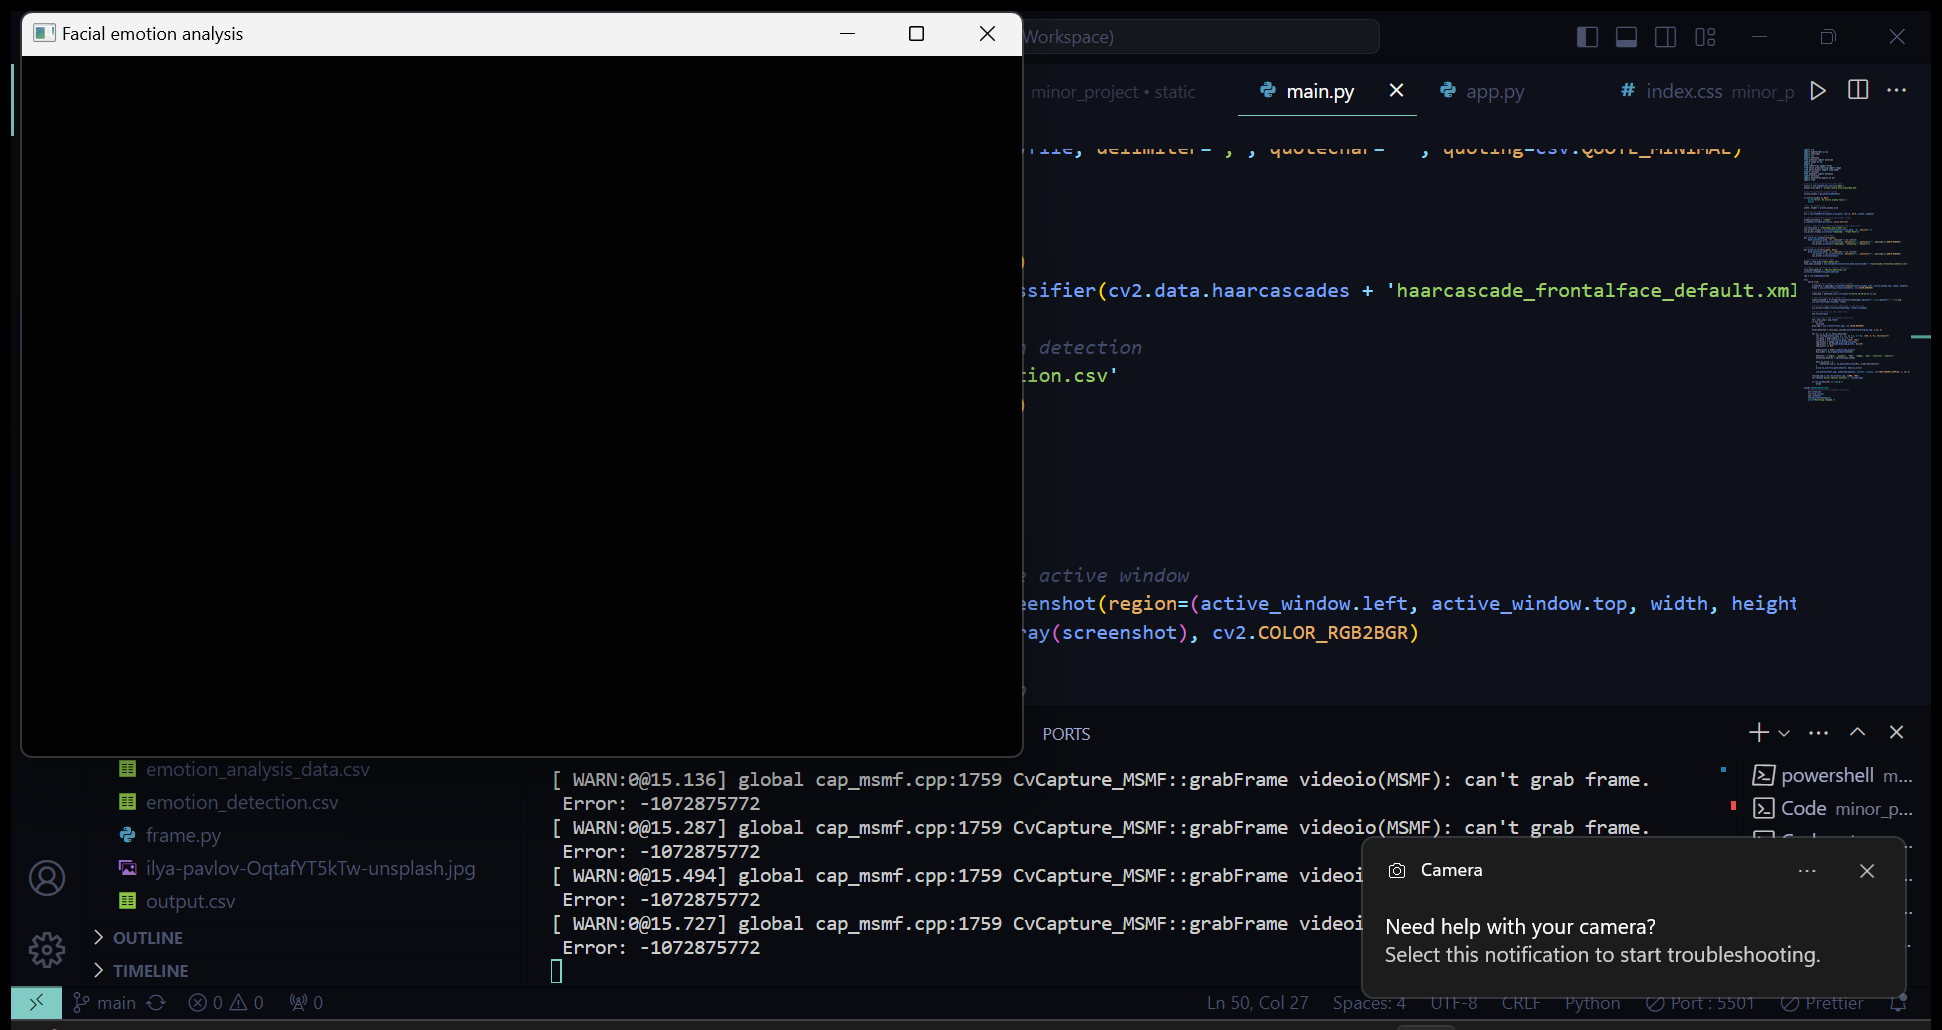 Facial emotion analysis
Workspace)
minor_project • static
main.py
app.py
# index.css minor_p
file, delimiter= , , quotechar= , quoting=csv.QUOTE_MINIMAL)
)
ssifier(cv2.data.haarcascades + 'haarcascade_frontalface_default.xml
detection
tion.csv'
)
active window
eenshot(region=(active_window.left, active_window.top, width, height
ray(screenshot), cv2.COLOR_RGB2BGR)
PORTS
emotion_analysis_data.csv
emotion_detection.csv
frame.py
ilya-pavlov-OqtafYT5kTw-unsplash.jpg
output.csv
OUTLINE
TIMELINE
[ WARN:0@15.136] global cap_msmf.cpp:1759 CvCapture_MSMF::grabFrame videoio(MSMF): can't grab frame.
Error: -1072875772
[ WARN:0@15.287] global cap_msmf.cpp:1759 CvCapture_MSMF::grabFrame videoio(MSMF): can't grab frame.
Error: -1072875772
[ WARN:0@15.494] global cap_msmf.cpp:1759 CvCapture_MSMF::grabFrame videoi
Error: -1072875772
[ WARN:0@15.727] global cap_msmf.cpp:1759 CvCapture_MSMF::grabFrame videoi
Error: -1072875772
powershell m...
Code minor_p...
Camera
Need help with your camera?
Select this notification to start troubleshooting.
main 0 0 0
Ln 50, Col 27 Spaces: 4 UTF-8 CRLF Python Port : 5501 Prettier